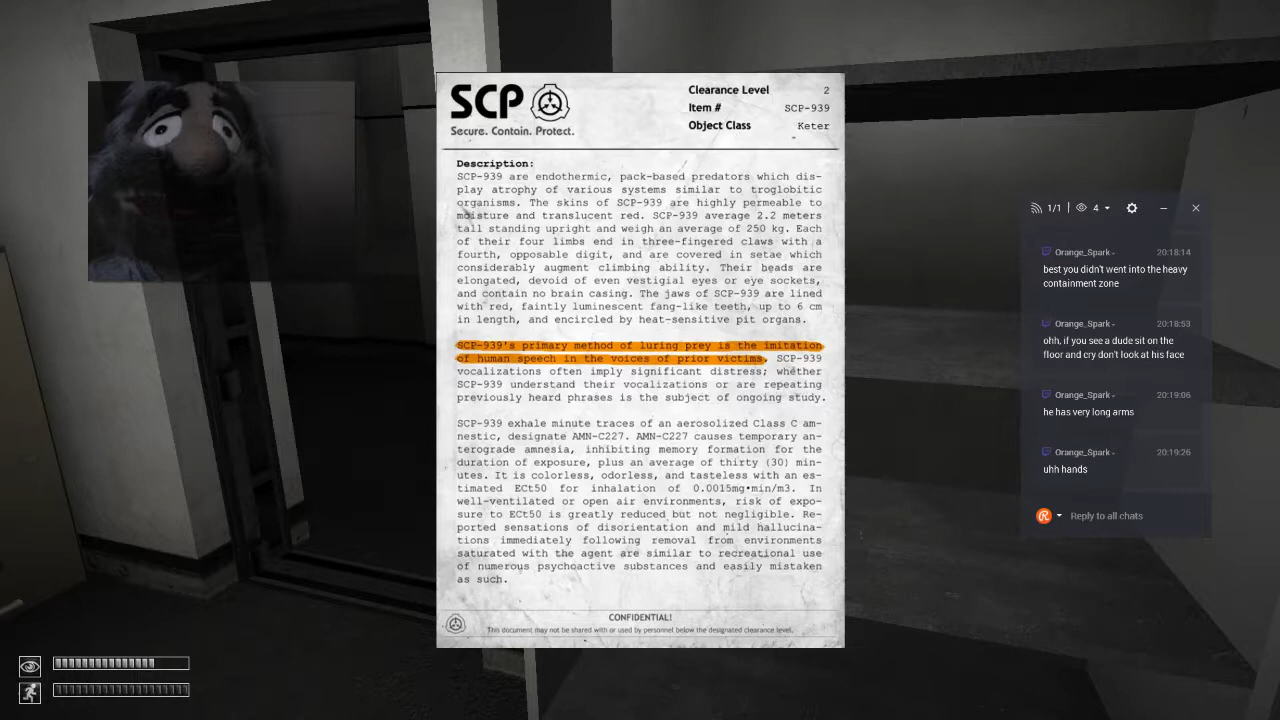 SCP
Secure. Contain. Protect.
Clearance Level 2
Item # SCP-939
Object Class Keter
Description:
SCP-939 are endothermic, pack-based predators which dis-
play atrophy of various systems similar to troglobitic
organisms. The skins of SCP-939 are highly permeable to
moisture and translucent red. SCP-939 average 2.2 meters
tall standing upright and weigh an average of 250 kg. Each
of their four limbs end in three-fingered claws with a
fourth, opposable digit, and are covered in setae which
considerably augment climbing ability. Their heads are
elongated, devoid of even vestigial eyes or eye sockets,
and contain no brain casing. The jaws of SCP-939 are lined
with red, faintly luminescent fang-like teeth, up to 6 cm
in length, and encircled by heat-sensitive pit organs.
SCP-939's primary method of luring prey is the imitation
of human speech in the voices of prior victims. SCP-939
vocalizations often imply significant distress; whether
SCP-939 understand their vocalizations or are repeating
previously heard phrases is the subject of ongoing study.
SCP-939 exhale minute traces of an aerosolized Class C am-
nestic, designate AMN-C227. AMN-C227 causes temporary an-
terograde amnesia, inhibiting memory formation for the
duration of exposure, plus an average of thirty (30) min-
utes. It is colorless, odorless, and tasteless with an es-
timated ECt50 for inhalation of 0.0015mg•min/m3. In
well-ventilated or open air environments, risk of expo-
sure to ECt50 is greatly reduced but not negligible. Re-
ported sensations of disorientation and mild hallucina-
tions immediately following removal from environments
saturated with the agent are similar to recreational use
of numerous psychoactive substances and easily mistaken
as such.
CONFIDENTIAL!
This document may not be shared with or used by personnel below the designated clearance level.
1/1 | 4
Orange_Spark - 20:18:14
best you didn't went into the heavy
containment zone
Orange_Spark - 20:18:53
ohh, if you see a dude sit on the
floor and cry don't look at his face
Orange_Spark - 20:19:06
he has very long arms
Orange_Spark - 20:19:26
uhh hands
Reply to all chats